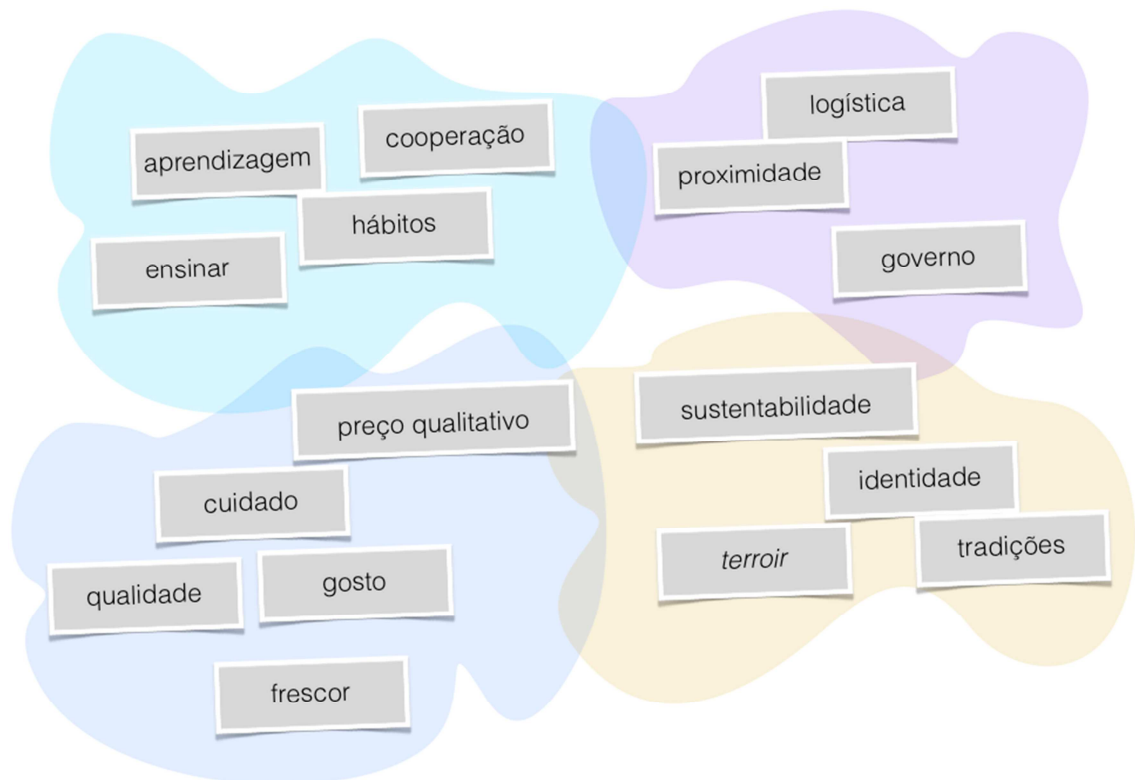 aprendizagem
cooperação
hábitos
ensinar
logística
proximidade
governo
preço qualitativo
cuidado
qualidade
gosto
frescor
sustentabilidade
identidade
terroir
tradições